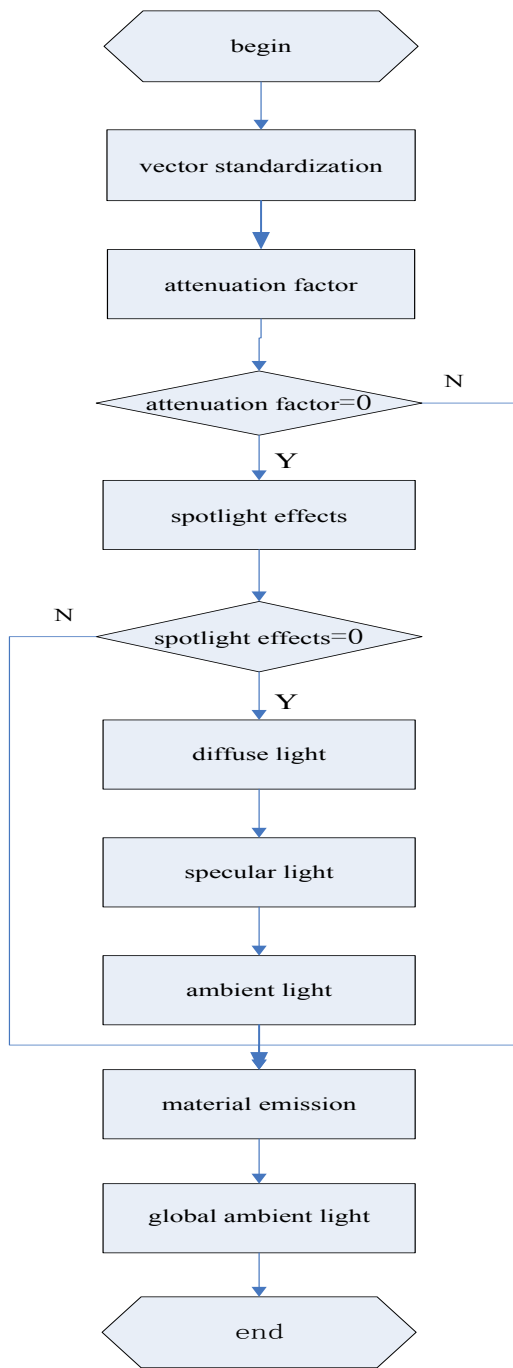 begin
vector standardization
attenuation factor
attenuation factor=0
N
Y
spotlight effects
N
spotlight effects=0
Y
diffuse light
specular light
ambient light
material emission
global ambient light
end